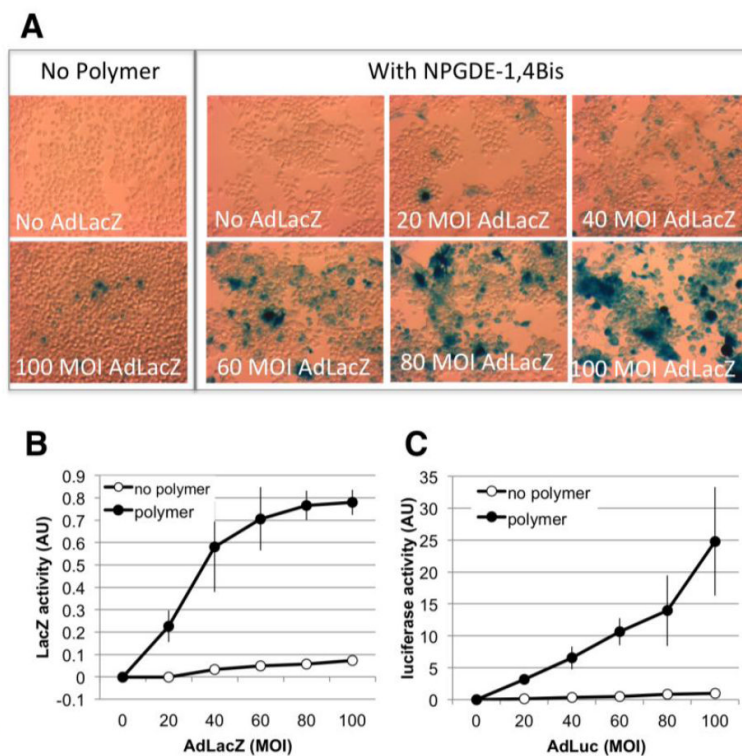 A
No Polymer
With NPGDE-1,4Bis
No AdLacZ
No AdLacZ
20 MOI AdLacZ
40 MOI AdLacZ
100 MOI AdLacZ
60 MOI AdLacZ
80 MOI AdLacZ
100 MOI AdLacZ
B
LacZ activity (AU)
0.9
0.8
0.7
0.6
0.5
0.4
0.3
0.2
0.1
0
-0.1
no polymer
polymer
0 20 40 60 80 100
AdLacZ (MOI)
C
luciferase activity (AU)
35
30
25
20
15
10
5
0
no polymer
polymer
0 20 40 60 80 100
AdLuc (MOI)